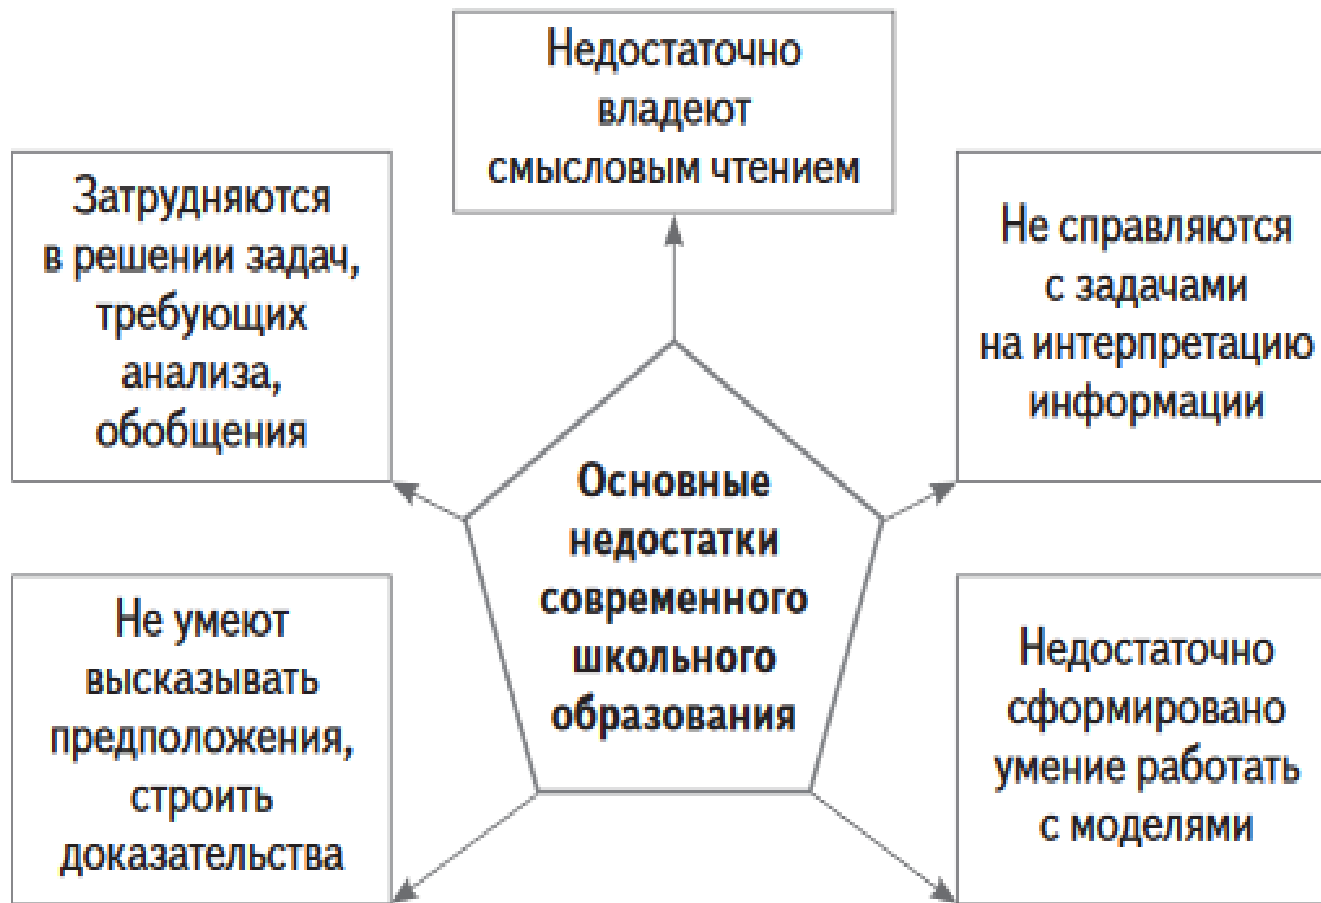 Недостаточно
владеют
смысловым чтением
Затрудняются
в решении задач,
требующих
анализа,
обобщения
Не справляются
с задачами
на интерпретацию
информации
Основные
недостатки
современного
школьного
образования
Не умеют
высказывать
предположения,
строить
доказательства
Недостаточно
сформировано
умение работать
с моделями